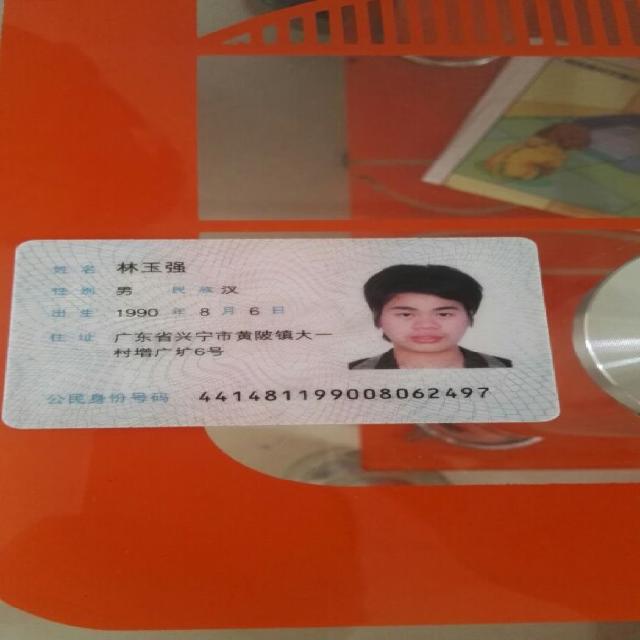 姓名 林玉强
性别 男 民族 汉
出生 1990 年 8 月 6 日
住址 广东省兴宁市黄陂镇大一
村增广圹6号
公民身份号码 441481199008062497